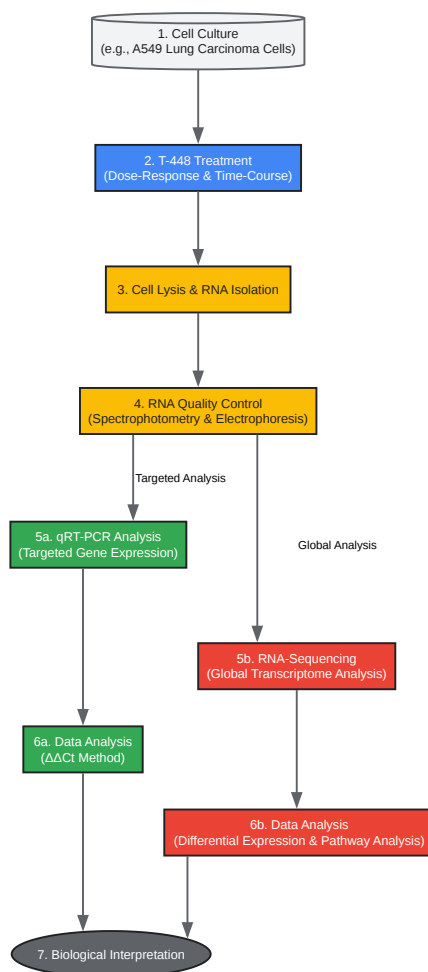 1. Cell Culture
(e.g., A549 Lung Carcinoma Cells)
2. T-448 Treatment
(Dose-Response & Time-Course)
3. Cell Lysis & RNA Isolation
4. RNA Quality Control
(Spectrophotometry & Electrophoresis)
Targeted Analysis
5a. qRT-PCR Analysis
(Targeted Gene Expression)
Global Analysis
5b. RNA-Sequencing
(Global Transcriptome Analysis)
6a. Data Analysis
(ΔΔCt Method)
6b. Data Analysis
(Differential Expression & Pathway Analysis)
7. Biological Interpretation